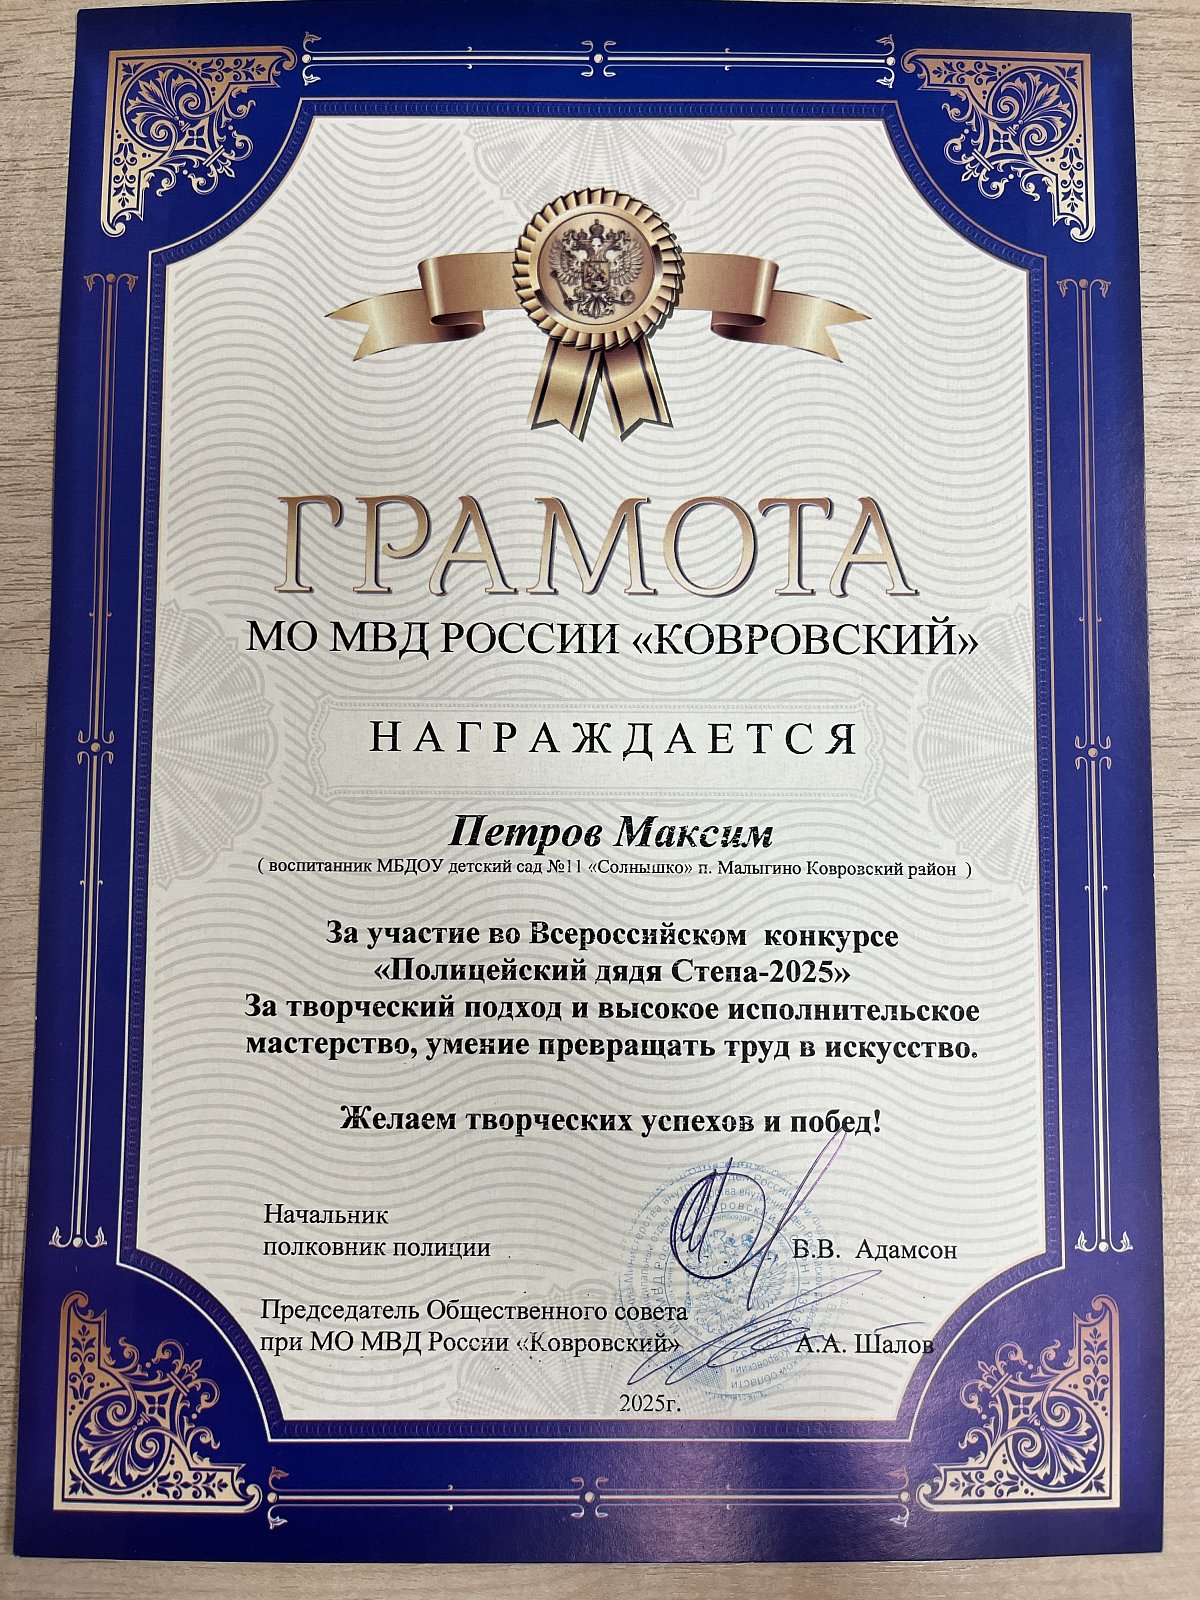 ГРАМОТА
МО МВД РОССИИ «КОВРОВСКИЙ»
НАГРАЖДАЕТСЯ
Петров Максим
( воспитанник МБДОУ детский сад №11 «Солнышко» п. Малыгино Ковровский район )
За участие во Всероссийском конкурсе
«Полицейский дядя Степа-2025»
За творческий подход и высокое исполнительское
мастерство, умение превращать труд в искусство.
Желаем творческих успехов и побед!
Начальник
полковник полиции Б.В. Адамсон
Председатель Общественного совета
при МО МВД России «Ковровский» А.А. Шалов
2025г.